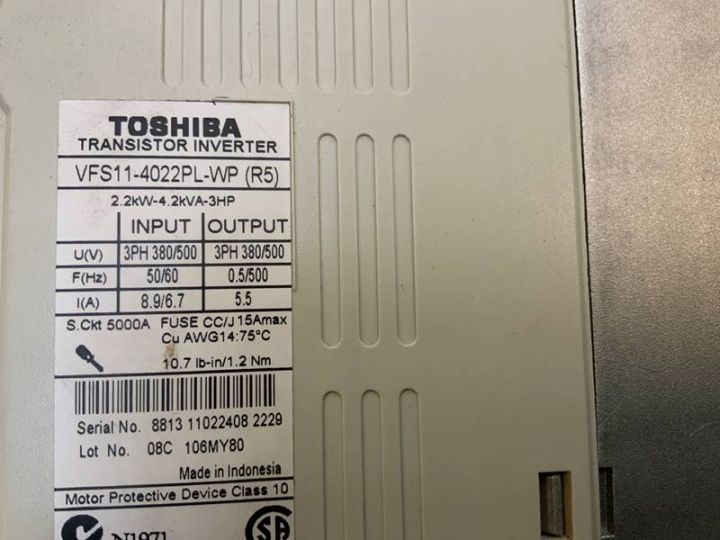 TOSHIBA
TRANSISTOR INVERTER
VFS11-4022PL-WP (R5)
2.2kW-4.2kVA-3HP
INPUT OUTPUT
U(V) 3PH 380/500 3PH 380/500
F(Hz) 50/60 0.5/500
I(A) 8.9/6.7 5.5
S.Ckt 5000A FUSE CC/J 15Amax
Cu AWG14:75°C
10.7 lb-in/1.2 Nm
Serial No. 8813 11022408 2229
Lot No. 08C 106MY80
Made in Indonesia
Motor Protective Device Class 10
N1971
SA